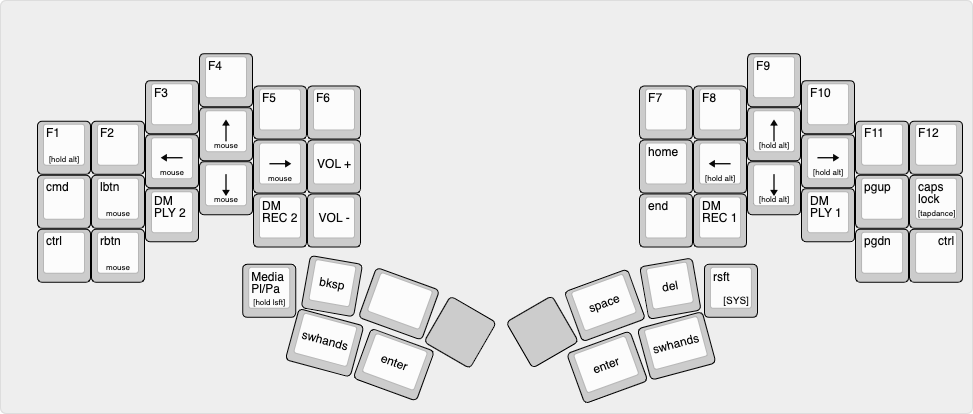 F4
F9
F3
F10
F5
F6
F7
F8
F1
[hold alt]
F2
mouse
[hold alt]
F11
F12
mouse
mouse
VOL +
home
[hold alt]
[hold alt]
cmd
lbtn
mouse
mouse
[hold alt]
pgup
caps
lock
[tapdance]
DM
PLY 2
DM
REC 2
VOL -
end
DM
REC 1
DM
PLY 1
ctrl
rbtn
mouse
pgdn
ctrl
Media
Pl/Pa
[hold lsft]
bksp
space
del
rsft
[SYS]
swhands
enter
enter
swhands